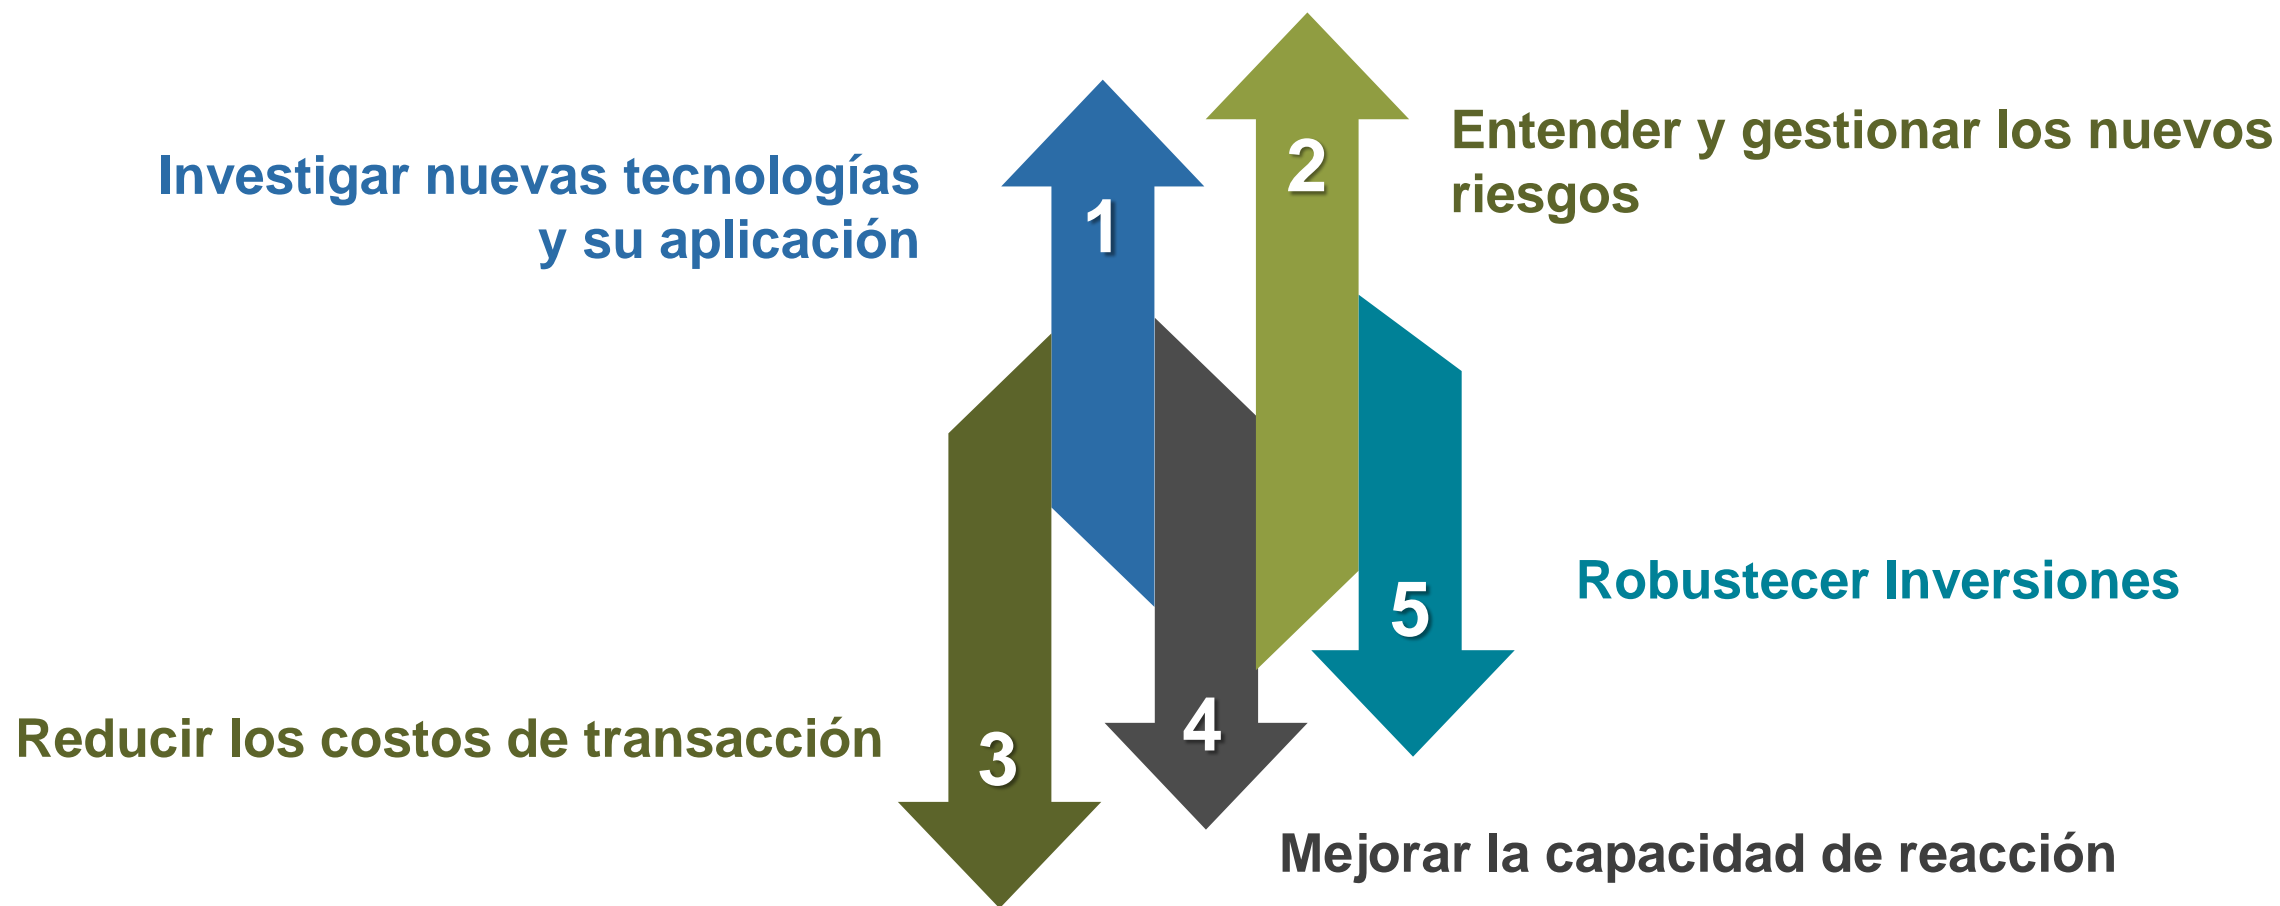 Investigar nuevas tecnologías
y su aplicación
1
2
Entender y gestionar los nuevos
riesgos
3
Reducir los costos de transacción
4
Mejorar la capacidad de reacción
5
Robustecer Inversiones